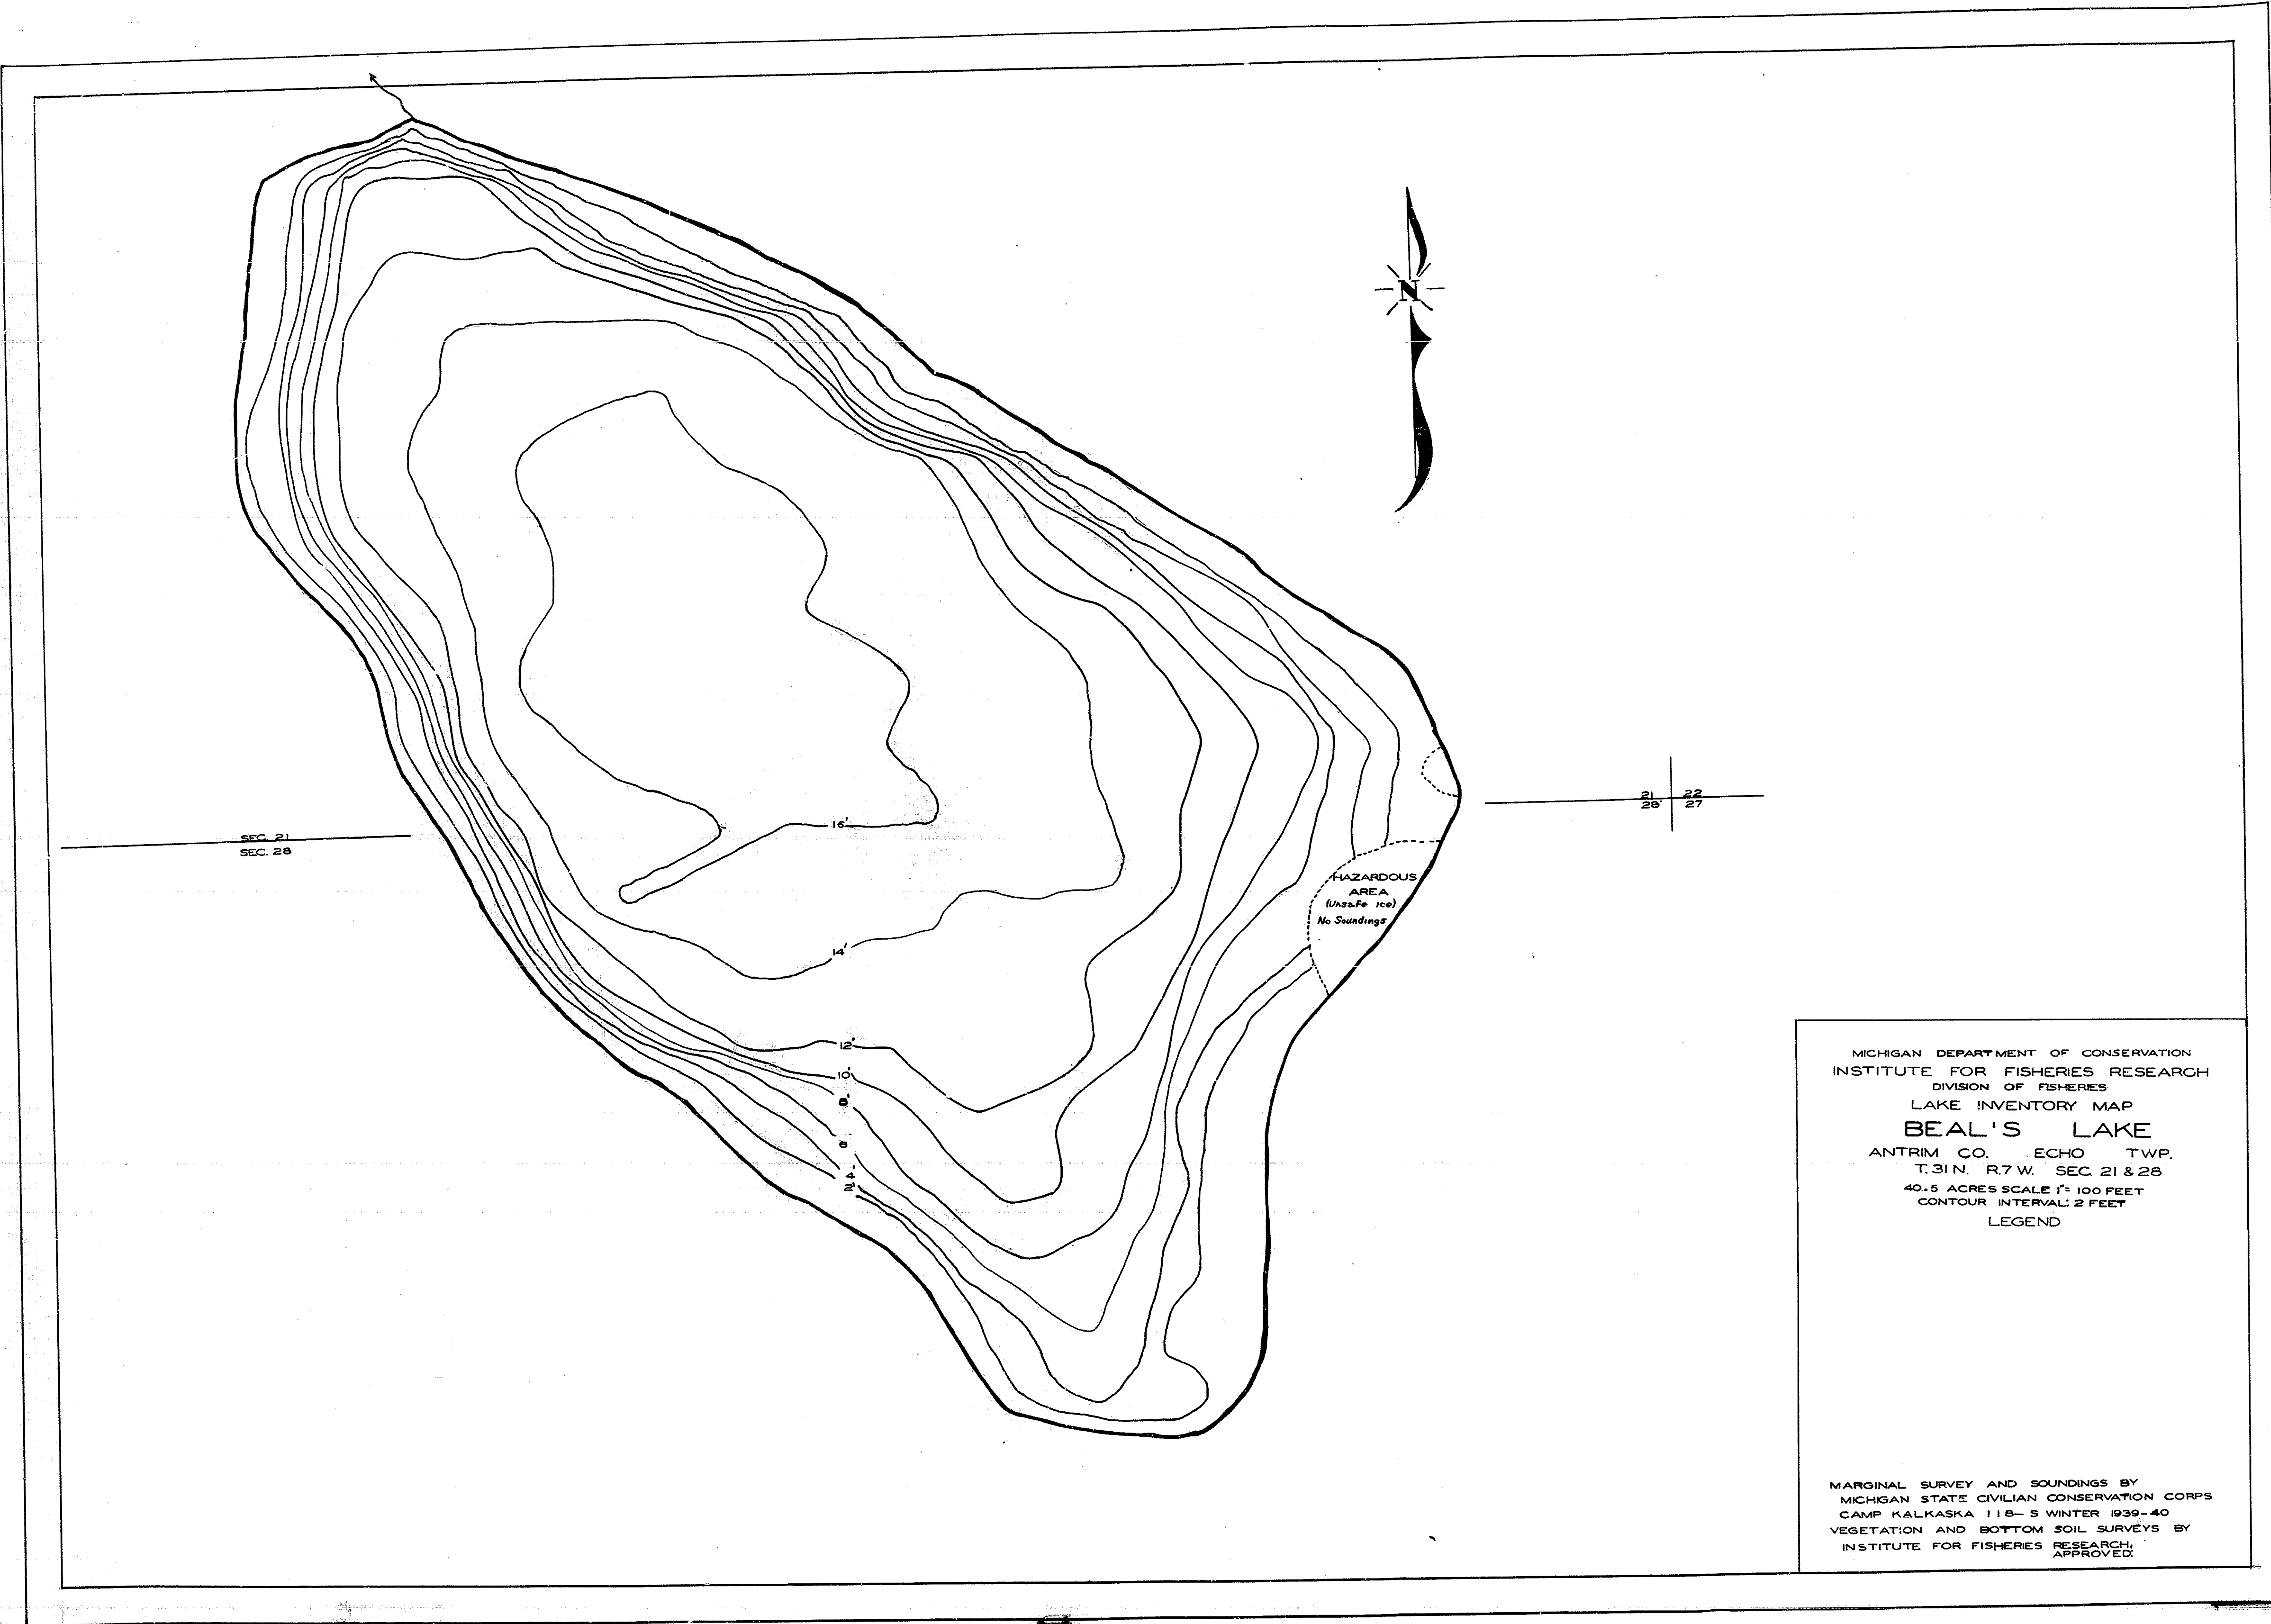 N
21 22
28 27
SEC. 21
SEC. 28
16'
HAZARDOUS
AREA
(Unsafe ice)
No Soundings
14'
12'
10'
8'
6'
4'
2'
MICHIGAN DEPARTMENT OF CONSERVATION
INSTITUTE FOR FISHERIES RESEARCH
DIVISION OF FISHERIES
LAKE INVENTORY MAP
BEAL'S LAKE
ANTRIM CO. ECHO TWP.
T. 31 N. R. 7 W. SEC. 21 & 28
40.5 ACRES SCALE 1"= 100 FEET
CONTOUR INTERVAL: 2 FEET
LEGEND
MARGINAL SURVEY AND SOUNDINGS BY
MICHIGAN STATE CIVILIAN CONSERVATION CORPS
CAMP KALKASKA 118-S WINTER 1939-40
VEGETATION AND BOTTOM SOIL SURVEYS BY
INSTITUTE FOR FISHERIES RESEARCH.
APPROVED: